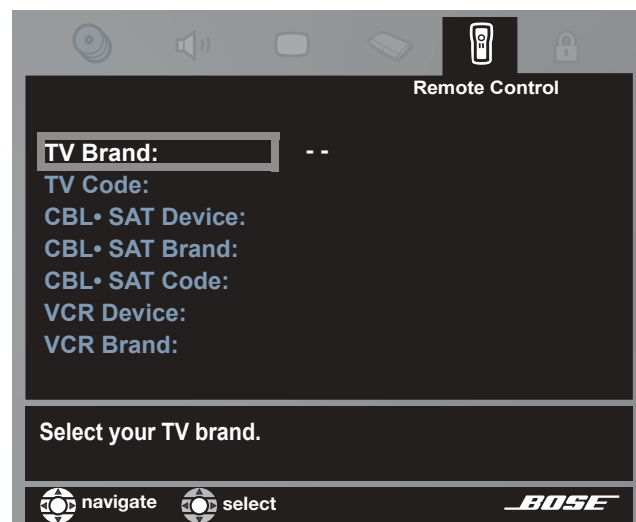 Remote Control
TV Brand: - -
TV Code:
CBL• SAT Device:
CBL• SAT Brand:
CBL• SAT Code:
VCR Device:
VCR Brand:
Select your TV brand.
navigate select BOSE